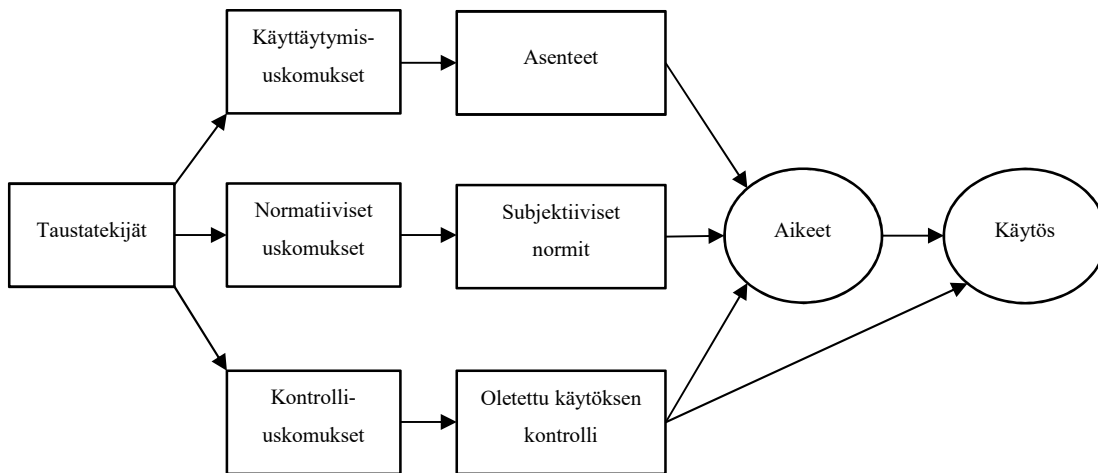 Käyttäytymis-
uskomukset
Asenteet
Taustatekijät
Normatiiviset
uskomukset
Subjektiiviset
normit
Aikeet
Käytös
Kontrolli-
uskomukset
Oletettu käytöksen
kontrolli